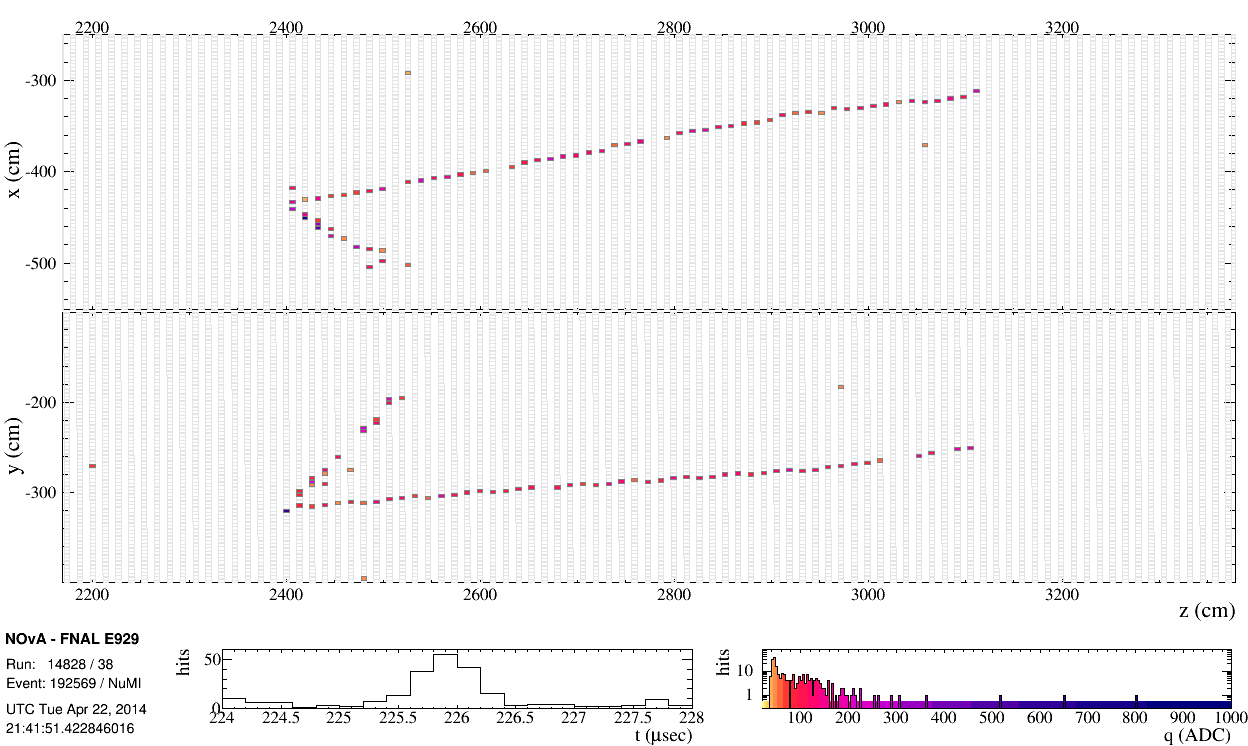 2200 2400 2600 2800 3000 3200
-300
-400
-500
x (cm)
-200
-300
y (cm)
2200 2400 2600 2800 3000 3200
z (cm)
NOvA - FNAL E929
Run: 14828 / 38
Event: 192569 / NuMI
UTC Tue Apr 22, 2014
21:41:51.422846016
hits
50
0
224 224.5 225 225.5 226 226.5 227 227.5 228
t (μsec)
hits
10
1
100 200 300 400 500 600 700 800 900 1000
q (ADC)